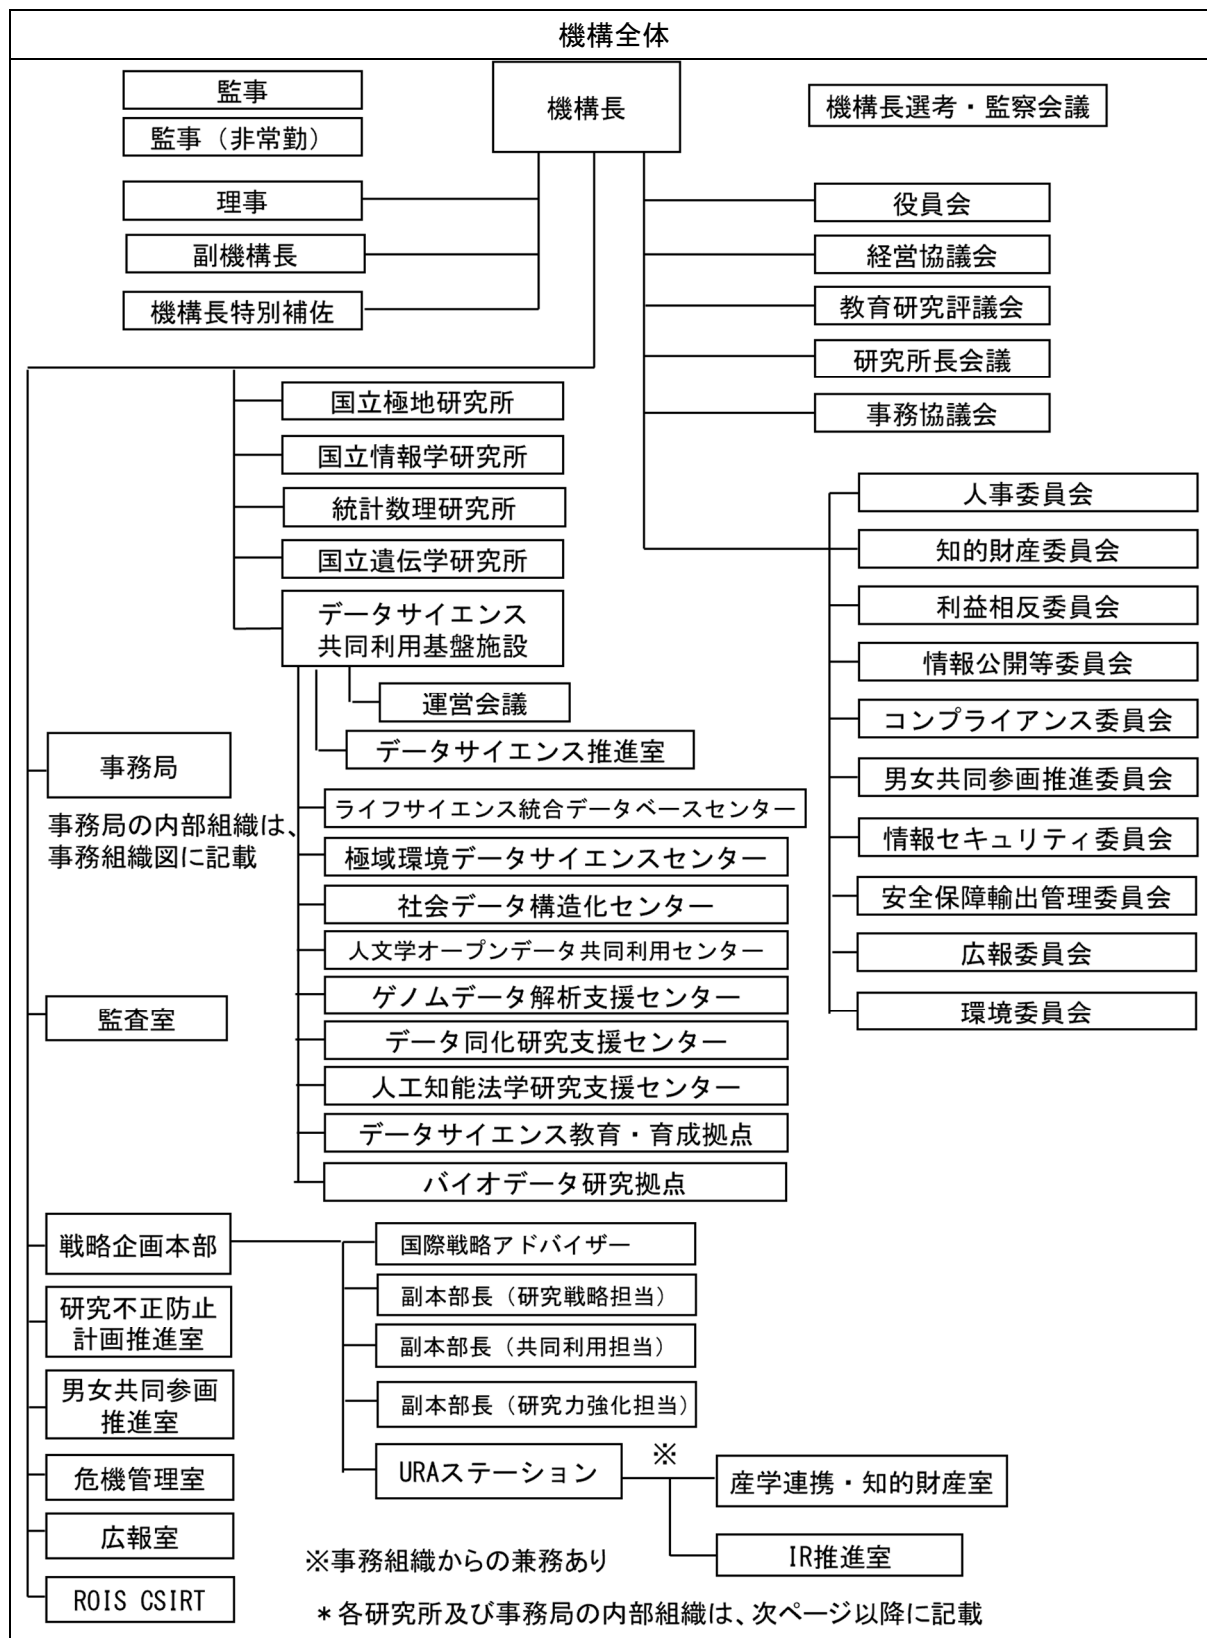 機構全体
監事
監事（非常勤）
機構長
機構長選考・監察会議
理事
副機構長
機構長特別補佐
役員会
経営協議会
教育研究評議会
研究所長会議
事務協議会
国立極地研究所
国立情報学研究所
統計数理研究所
国立遺伝学研究所
データサイエンス
共同利用基盤施設
運営会議
データサイエンス推進室
ライフサイエンス統合データベースセンター
極域環境データサイエンスセンター
社会データ構造化センター
人文学オープンデータ共同利用センター
ゲノムデータ解析支援センター
データ同化研究支援センター
人工知能法学研究支援センター
データサイエンス教育・育成拠点
バイオデータ研究拠点
人事委員会
知的財産委員会
利益相反委員会
情報公開等委員会
コンプライアンス委員会
男女共同参画推進委員会
情報セキュリティ委員会
安全保障輸出管理委員会
広報委員会
環境委員会
事務局
事務局の内部組織は、
事務組織図に記載
監査室
戦略企画本部
国際戦略アドバイザー
副本部長（研究戦略担当）
副本部長（共同利用担当）
副本部長（研究力強化担当）
URAステーション
※
産学連携・知的財産室
IR推進室
研究不正防止
計画推進室
男女共同参画
推進室
危機管理室
広報室
ROIS CSIRT
※事務組織からの兼務あり
＊各研究所及び事務局の内部組織は、次ページ以降に記載